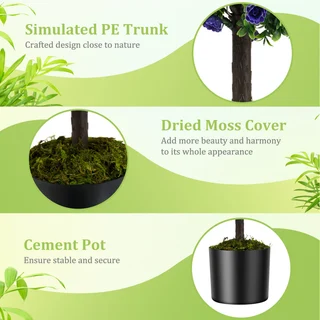 Simulated PE Trunk
Crafted design close to nature
Dried Moss Cover
Add more beauty and harmony
to its whole appearance
Cement Pot
Ensure stable and secure